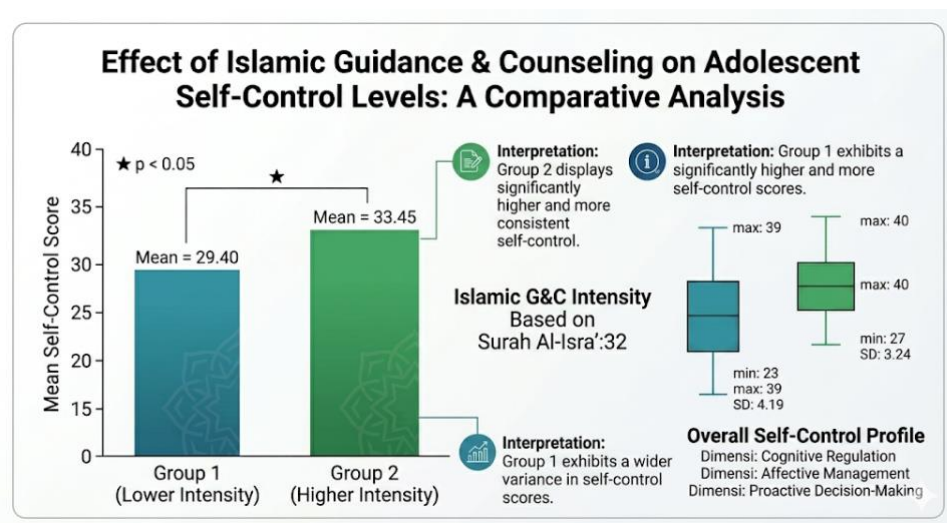 Effect of Islamic Guidance & Counseling on Adolescent
Self-Control Levels: A Comparative Analysis
Mean Self-Control Score
40
35
30
25
20
15
0
★ p < 0.05
★
Mean = 29.40
Mean = 33.45
Group 1
(Lower Intensity)
Group 2
(Higher Intensity)
Interpretation:
Group 2 displays
significantly
higher and more
consistent
self-control.
Interpretation: Group 1 exhibits a
significantly higher and more
self-control scores.
Islamic G&C Intensity
Based on
Surah Al-Isra’:32
max: 39
min: 23
max: 39
SD: 4.19
max: 40
max: 40
min: 27
SD: 3.24
Interpretation:
Group 1 exhibits a wider
variance in self-control
scores.
Overall Self-Control Profile
Dimensi: Cognitive Regulation
Dimensi: Affective Management
Dimensi: Proactive Decision-Making